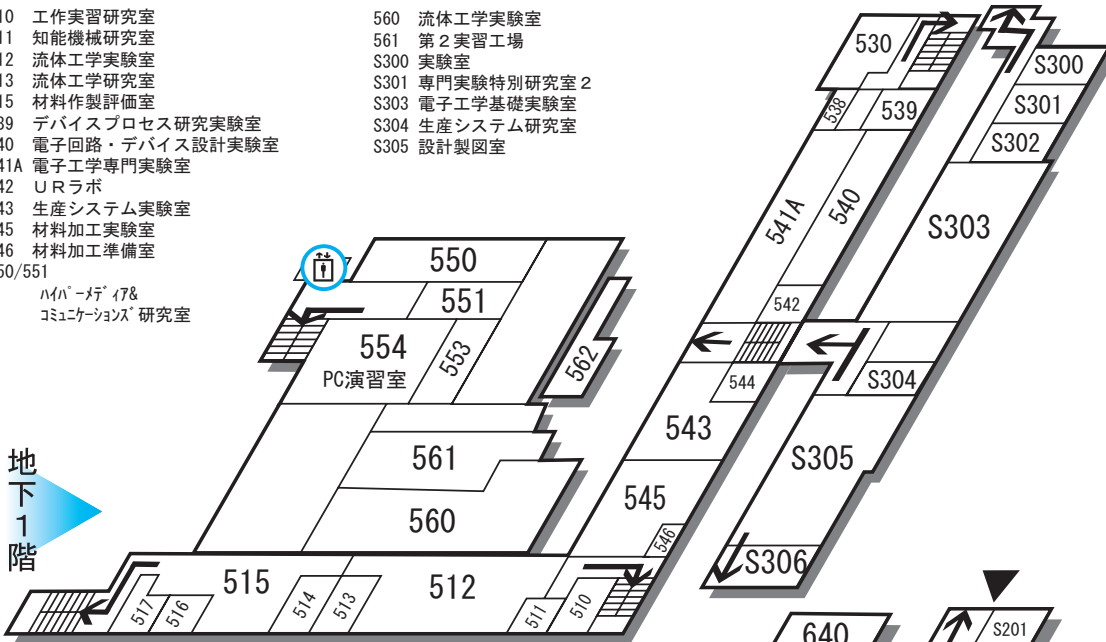 10 工作実習研究室
11 知能機械研究室
12 流体工学実験室
13 流体工学研究室
15 材料作製評価室
39 デバイスプロセス研究実験室
40 電子回路・デバイス設計実験室
41A 電子工学専門実験室
42 ＵＲラボ
43 生産システム実験室
45 材料加工実験室
46 材料加工準備室
50/551
ﾊｲﾊﾟｰﾒﾃﾞｨｱ&
ｺﾐｭﾆｹｰｼｮﾝｽﾞ研究室
560 流体工学実験室
561 第２実習工場
S300 実験室
S301 専門実験特別研究室２
S303 電子工学基礎実験室
S304 生産システム研究室
S305 設計製図室
530
538
539
541A
540
542
S300
S301
S302
S303
550
551
554
PC演習室
553
562
544
543
S304
S305
561
560
545
546
S306
地下１階
515
517
516
514
513
512
511
510
640
S201